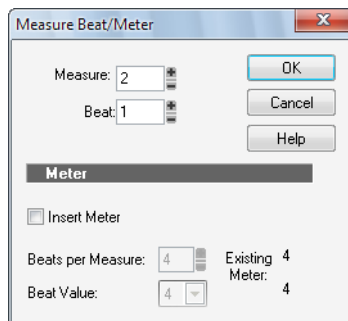 Measure Beat/Meter
Measure: 2
OK
Beat: 1
Cancel
Help
Meter
Insert Meter
Beats per Measure: 4
Existing 4
Meter:
Beat Value: 4
4